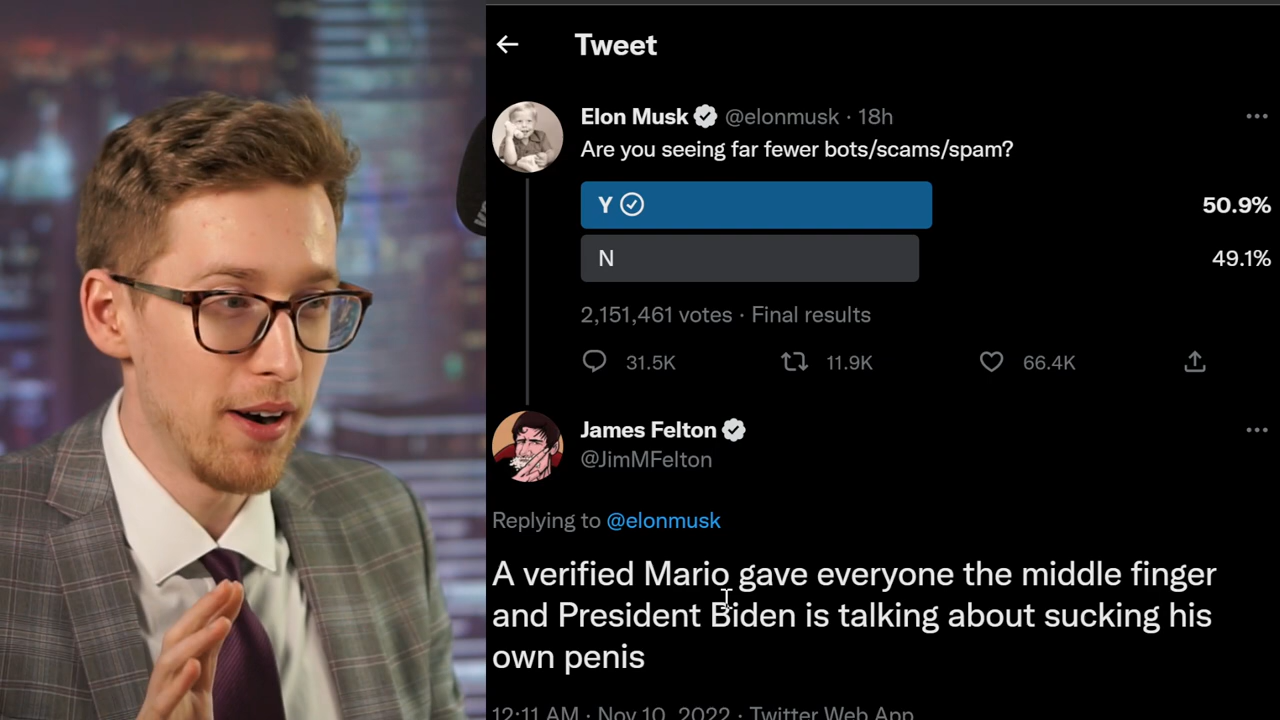 Tweet
Elon Musk @elonmusk · 18h
Are you seeing far fewer bots/scams/spam?
Y 50.9%
N 49.1%
2,151,461 votes · Final results
31.5K 11.9K 66.4K
James Felton
@JimMFelton
Replying to @elonmusk
A verified Mario gave everyone the middle finger
and President Biden is talking about sucking his
own penis
12:11 AM · Nov 10, 2022 · Twitter Web App